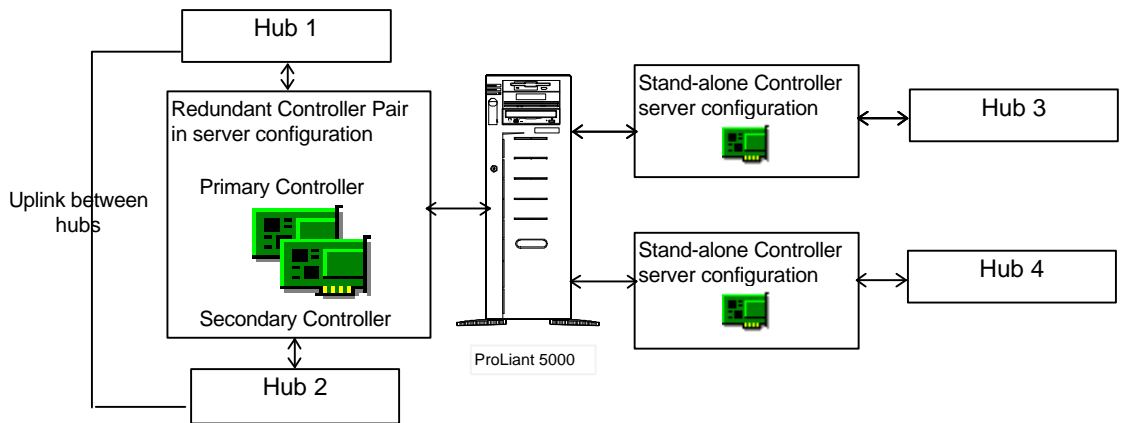 Hub 1
Redundant Controller Pair
in server configuration
Primary Controller
Secondary Controller
Uplink between
hubs
Hub 2
ProLiant 5000
Stand-alone Controller
server configuration
Hub 3
Stand-alone Controller
server configuration
Hub 4